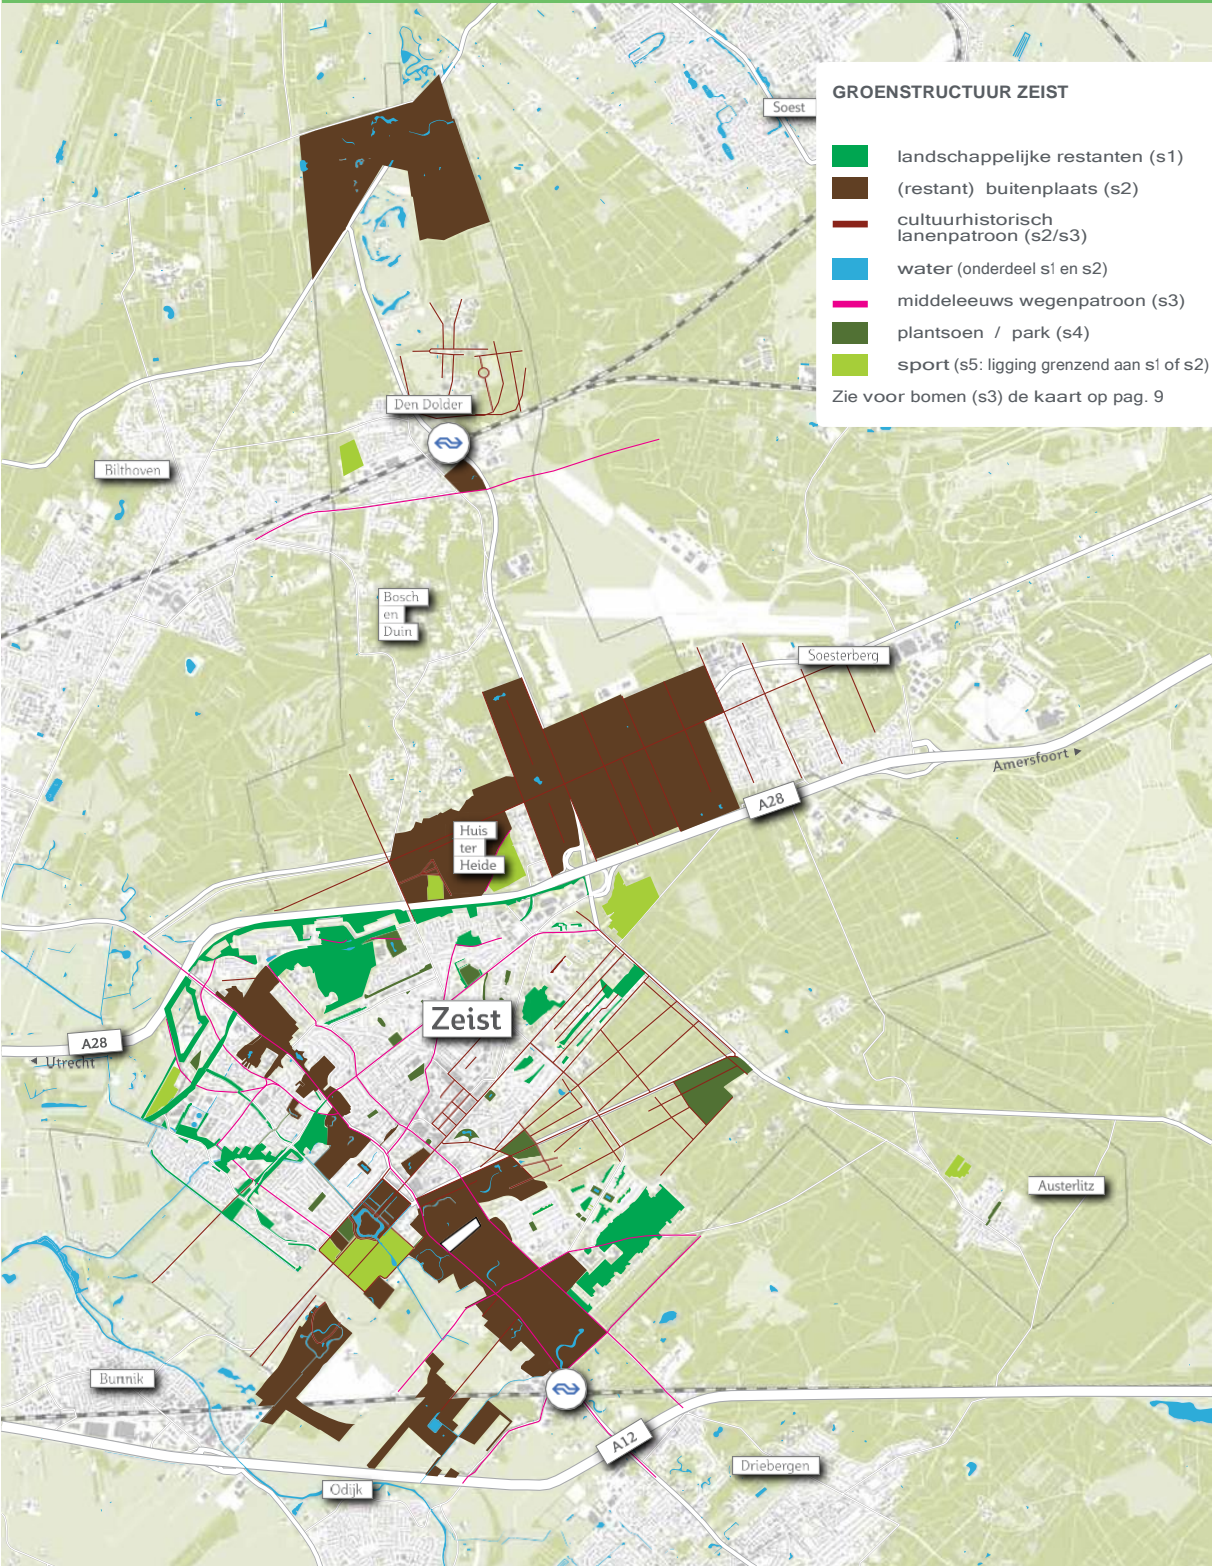 GROENSTRUCTUUR ZEIST
landschappelijke restanten (s1)
(restant) buitenplaats (s2)
cultuurhistorisch
lanenpatroon (s2/s3)
water (onderdeel s1 en s2)
middeleeuws wegenpatroon (s3)
plantsoen / park (s4)
sport (s5: ligging grenzend aan s1 of s2)
Zie voor bomen (s3) de kaart op pag. 9
Soest
Den Dolder
Bilthoven
Bosch
en
Duin
Soesterberg
Amersfoort
A28
Huis
ter
Heide
Zeist
A28
Utrecht
Austerlitz
Bunnik
A12
Driebergen
Odijk